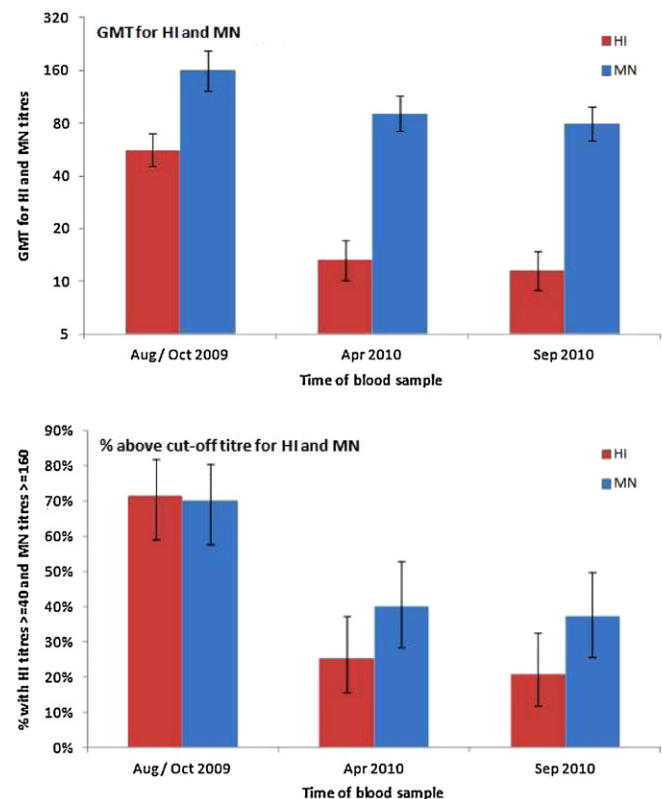 GMT for HI and MN
HI
MN
GMT for HI and MN titres
320
160
80
40
20
10
5
Aug/ Oct 2009
Apr 2010
Sep 2010
Time of blood sample
% above cut-off titre for HI and MN
HI
MN
% with HI titres >=40 and MN titres >=160
90%
80%
70%
60%
50%
40%
30%
20%
10%
0%
Aug/ Oct 2009
Apr 2010
Sep 2010
Time of blood sample